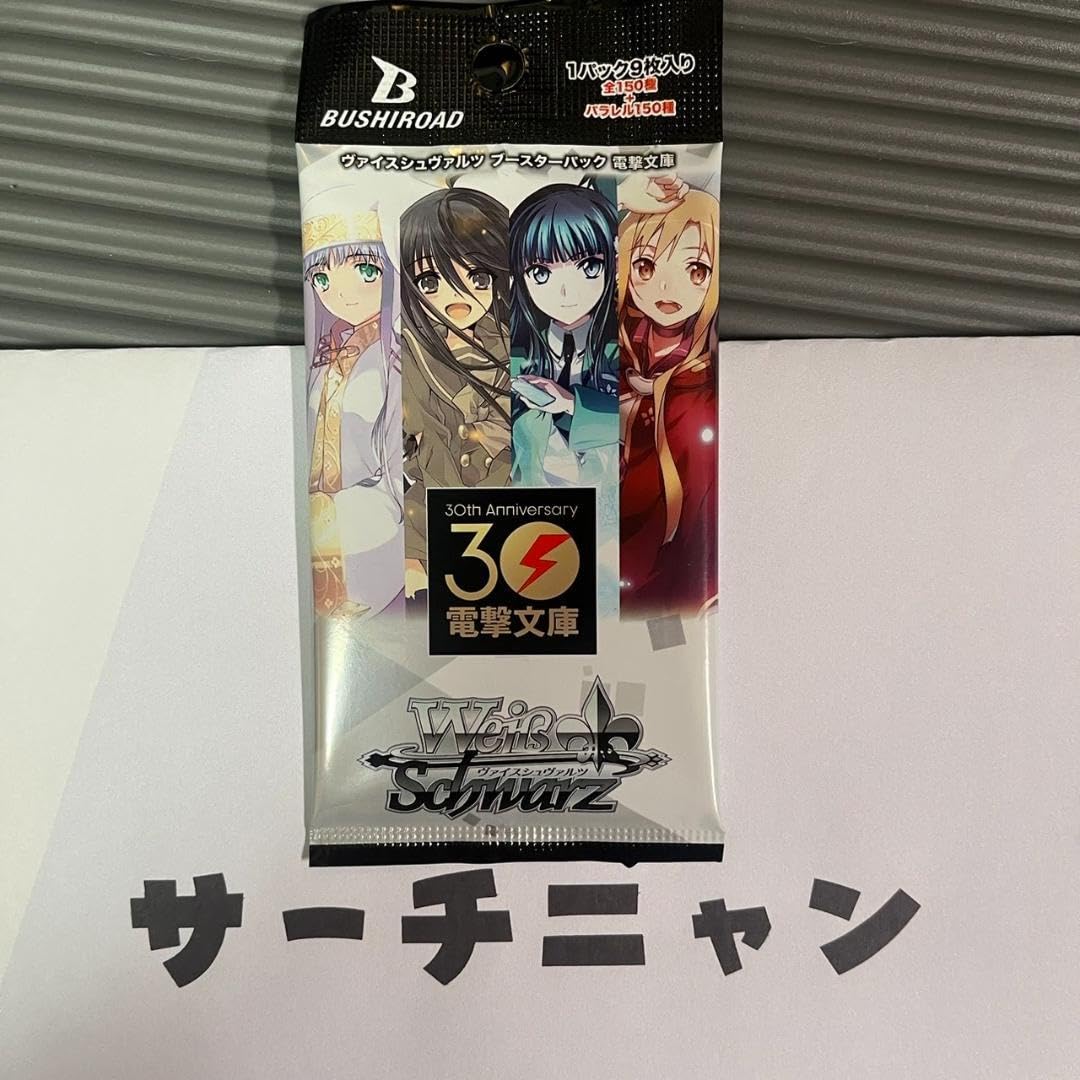 BUSHIROAD
1パック9枚入り
全150種
+
パラレル150種
ヴァイスシュヴァルツ ブースターパック 電撃文庫
30th Anniversary
30
電撃文庫
Weiß
ヴァイスシュヴァルツ
Schwarz
サーチニャン